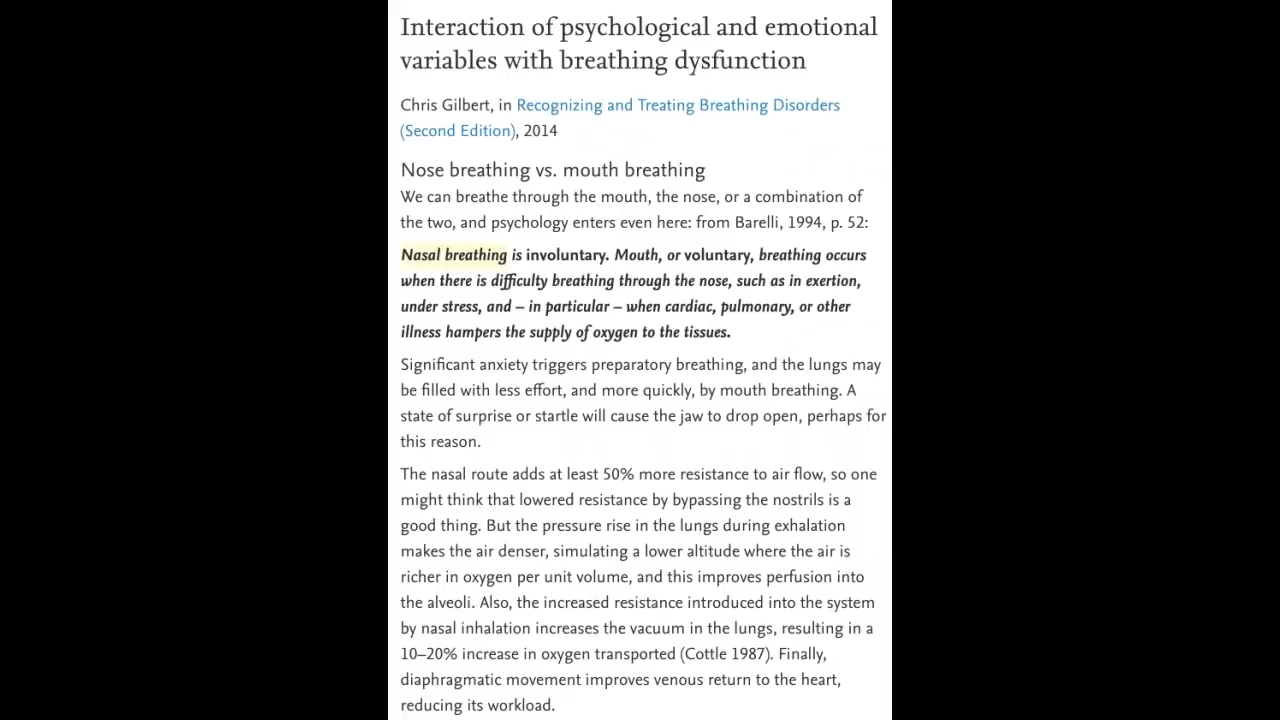 Interaction of psychological and emotional
variables with breathing dysfunction
Chris Gilbert, in Recognizing and Treating Breathing Disorders
(Second Edition), 2014
Nose breathing vs. mouth breathing
We can breathe through the mouth, the nose, or a combination of
the two, and psychology enters even here: from Barelli, 1994, p. 52:
Nasal breathing is involuntary. Mouth, or voluntary, breathing occurs
when there is difficulty breathing through the nose, such as in exertion,
under stress, and – in particular – when cardiac, pulmonary, or other
illness hampers the supply of oxygen to the tissues.
Significant anxiety triggers preparatory breathing, and the lungs may
be filled with less effort, and more quickly, by mouth breathing. A
state of surprise or startle will cause the jaw to drop open, perhaps for
this reason.
The nasal route adds at least 50% more resistance to air flow, so one
might think that lowered resistance by bypassing the nostrils is a
good thing. But the pressure rise in the lungs during exhalation
makes the air denser, simulating a lower altitude where the air is
richer in oxygen per unit volume, and this improves perfusion into
the alveoli. Also, the increased resistance introduced into the system
by nasal inhalation increases the vacuum in the lungs, resulting in a
10–20% increase in oxygen transported (Cottle 1987). Finally,
diaphragmatic movement improves venous return to the heart,
reducing its workload.